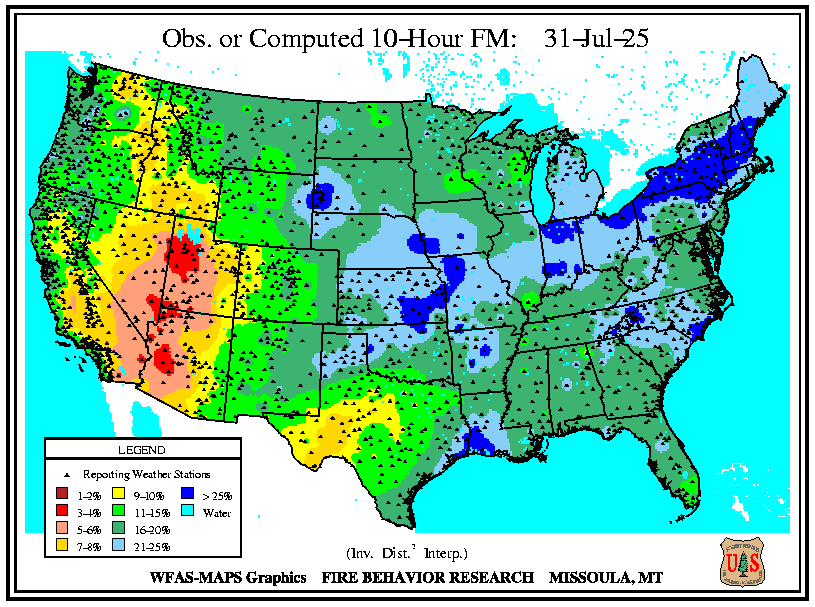 Obs. or Computed 10-Hour FM: 31-Jul-25
LEGEND
Reporting Weather Stations
1-2% 9-10% > 25%
3-4% 11-15% Water
5-6% 16-20%
7-8% 21-25%
(Inv. Dist.² Interp.)
WFAS-MAPS Graphics FIRE BEHAVIOR RESEARCH MISSOULA, MT
U S